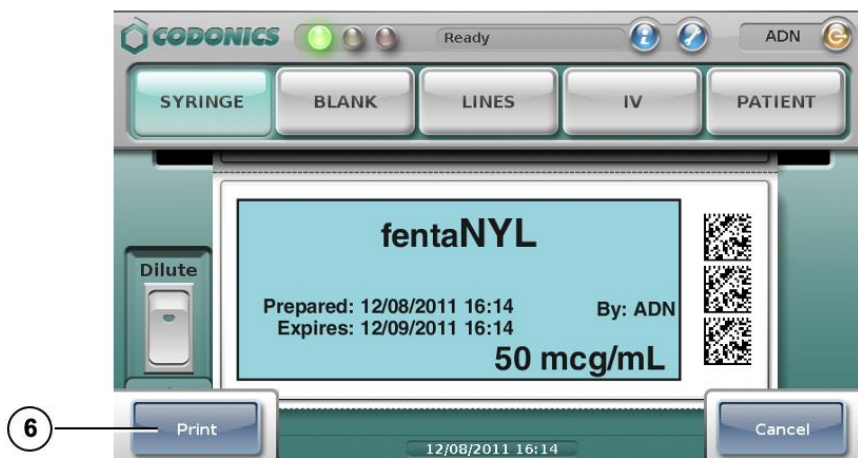 CODONICS Ready ADN
SYRINGE BLANK LINES IV PATIENT
fentaNYL
Dilute
Prepared: 12/08/2011 16:14 By: ADN
Expires: 12/09/2011 16:14
50 mcg/mL
6 Print Cancel
12/08/2011 16:14